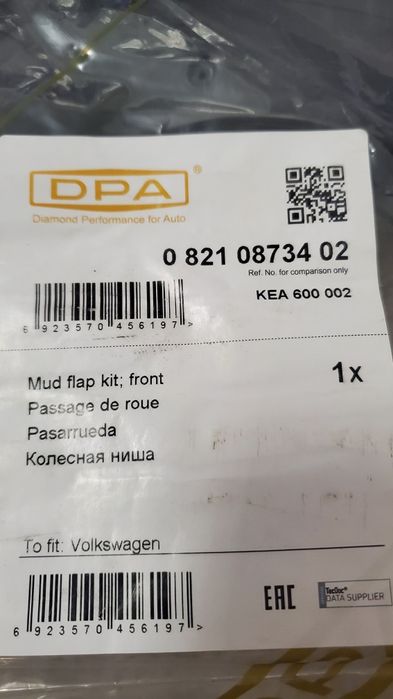 DPA®
Diamond Performance for Auto
0 821 08734 02
Ref. No. for comparison only
KEA 600 002
6 923570 456197 >
Mud flap kit; front
1x
Passage de roue
Pasarrueda
Колесная ниша
To fit: Volkswagen
6 923570 456197 >
EAC
TecDoc®
DATA SUPPLIER